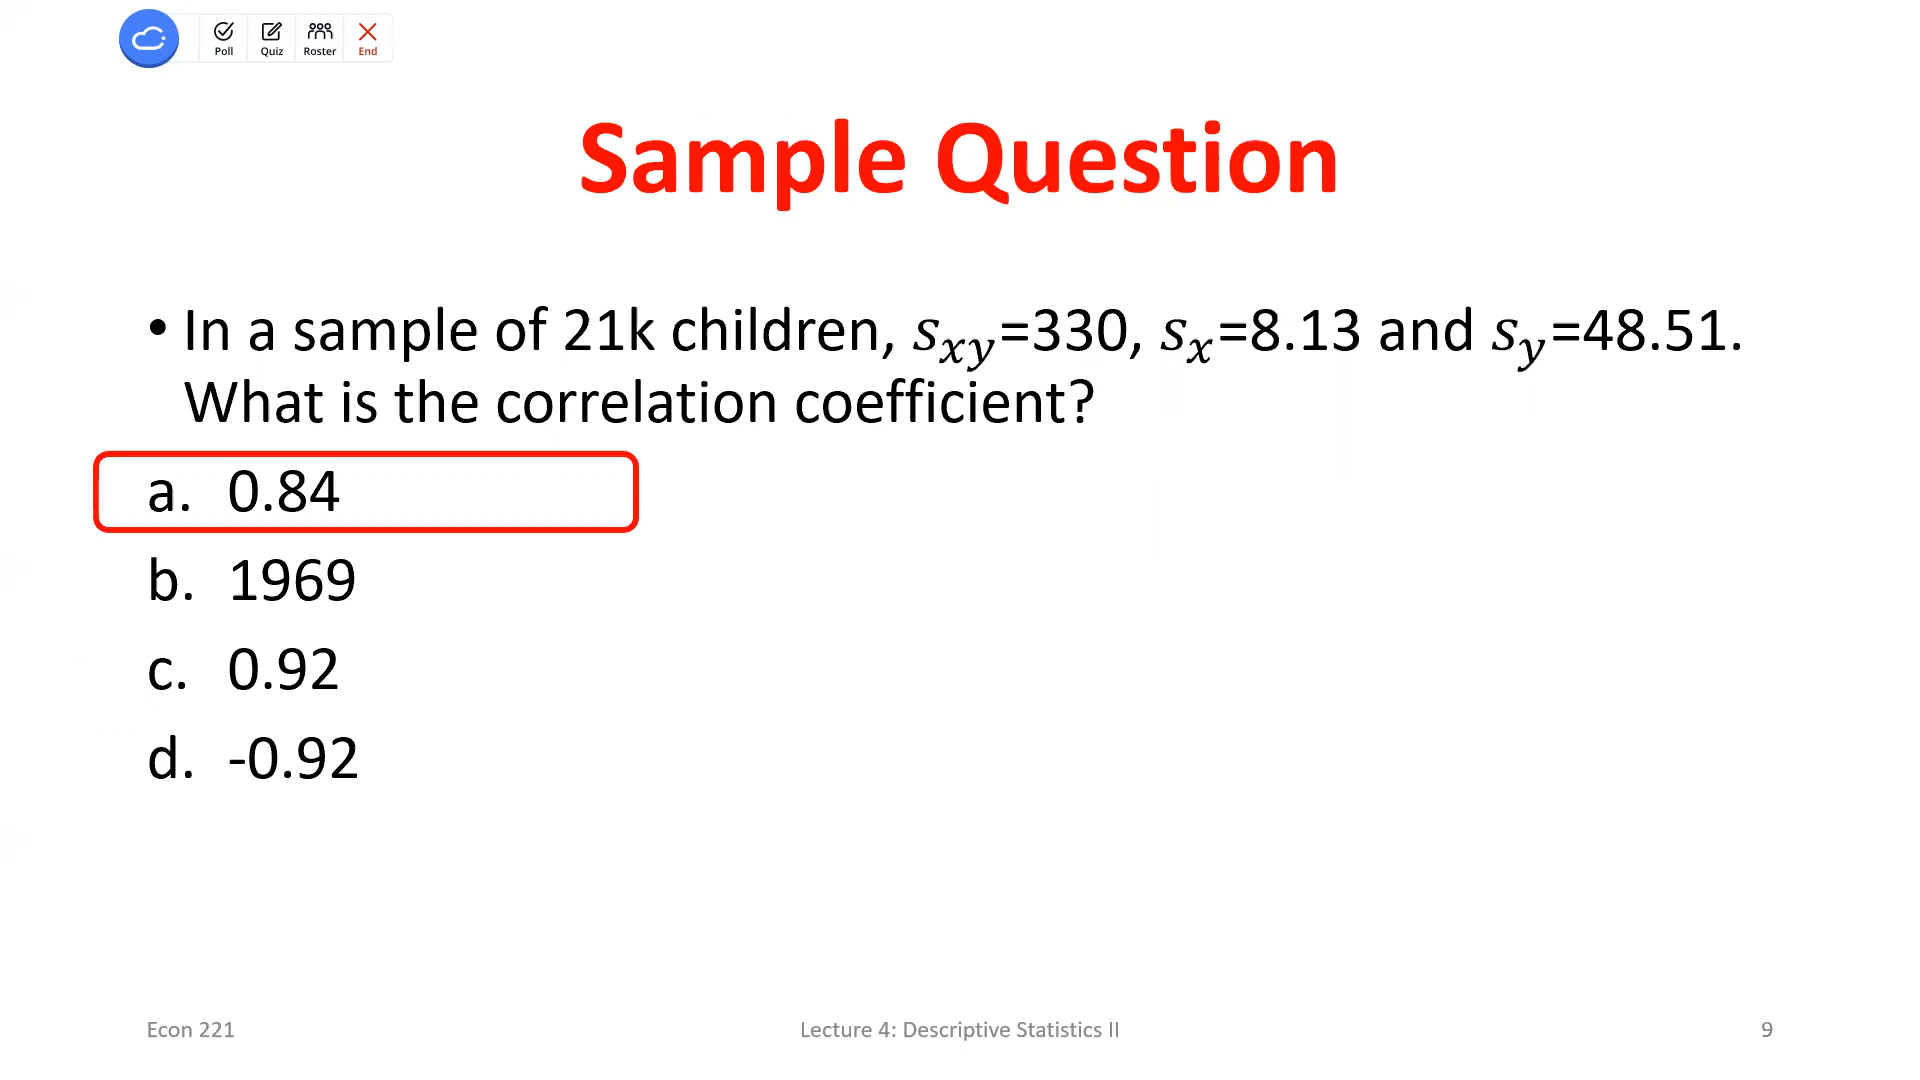 Poll Quiz Roster End
Sample Question
• In a sample of 21k children, s_{xy}=330, s_x=8.13 and s_y=48.51.
What is the correlation coefficient?
a. 0.84
b. 1969
c. 0.92
d. -0.92
Econ 221 Lecture 4: Descriptive Statistics II 9